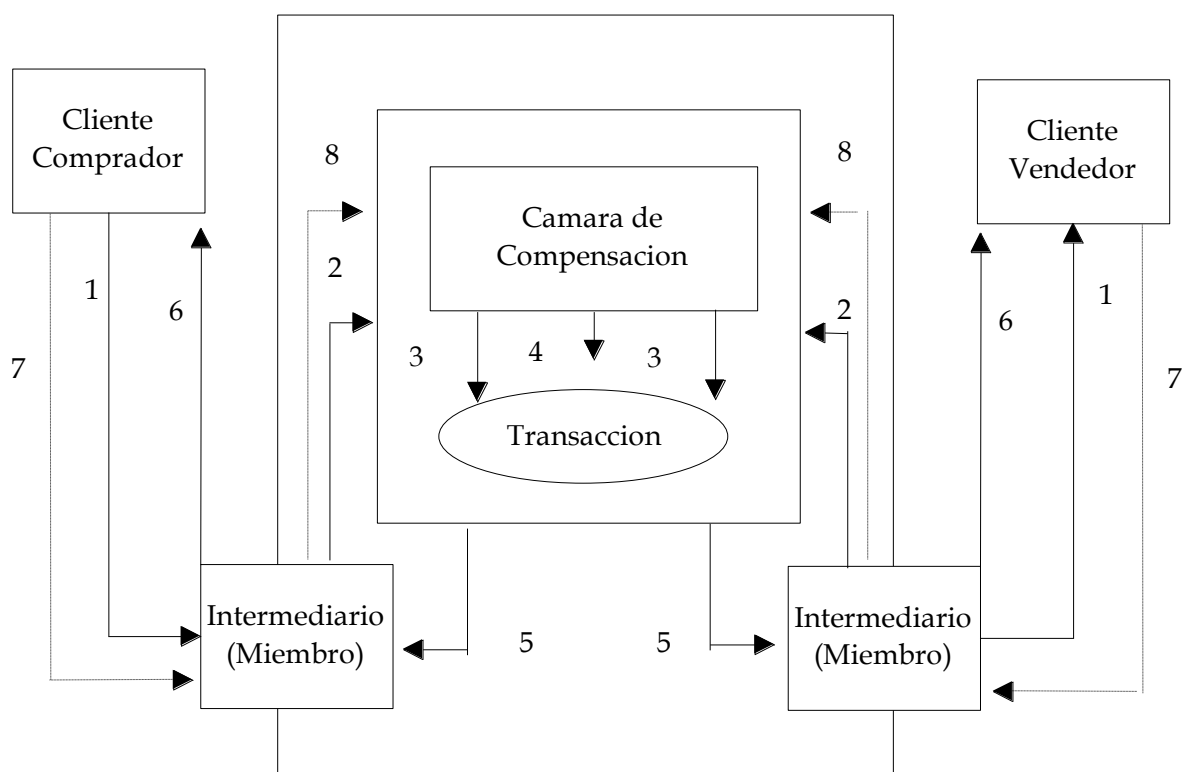 Cliente
Comprador
Cliente
Vendedor
8
8
Camara de
Compensacion
2
2
1
6
6
1
7
7
3
4
3
Transaccion
Intermediario
(Miembro)
5
5
Intermediario
(Miembro)